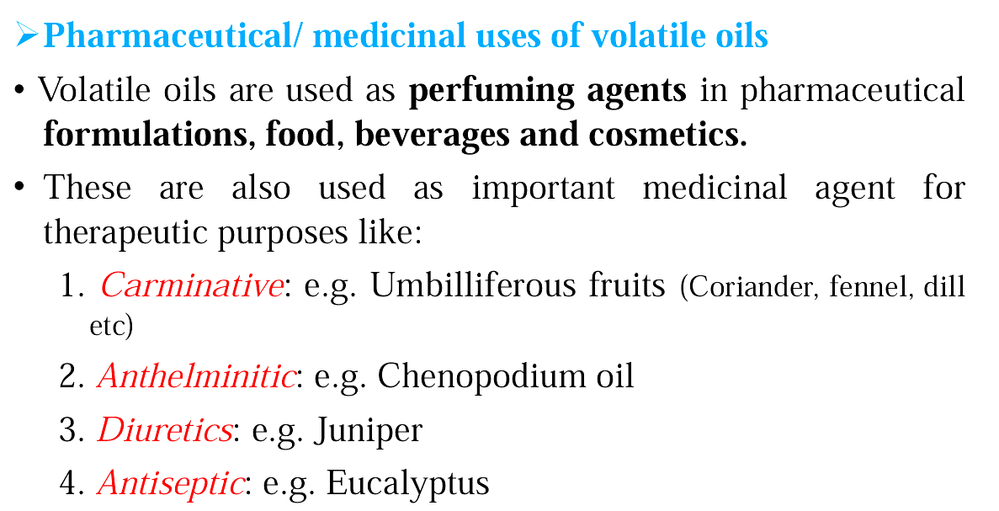 ➢Pharmaceutical/ medicinal uses of volatile oils
• Volatile oils are used as perfuming agents in pharmaceutical
formulations, food, beverages and cosmetics.
• These are also used as important medicinal agent for
therapeutic purposes like:
1. Carminative: e.g. Umbilliferous fruits (Coriander, fennel, dill
etc)
2. Anthelminitic: e.g. Chenopodium oil
3. Diuretics: e.g. Juniper
4. Antiseptic: e.g. Eucalyptus